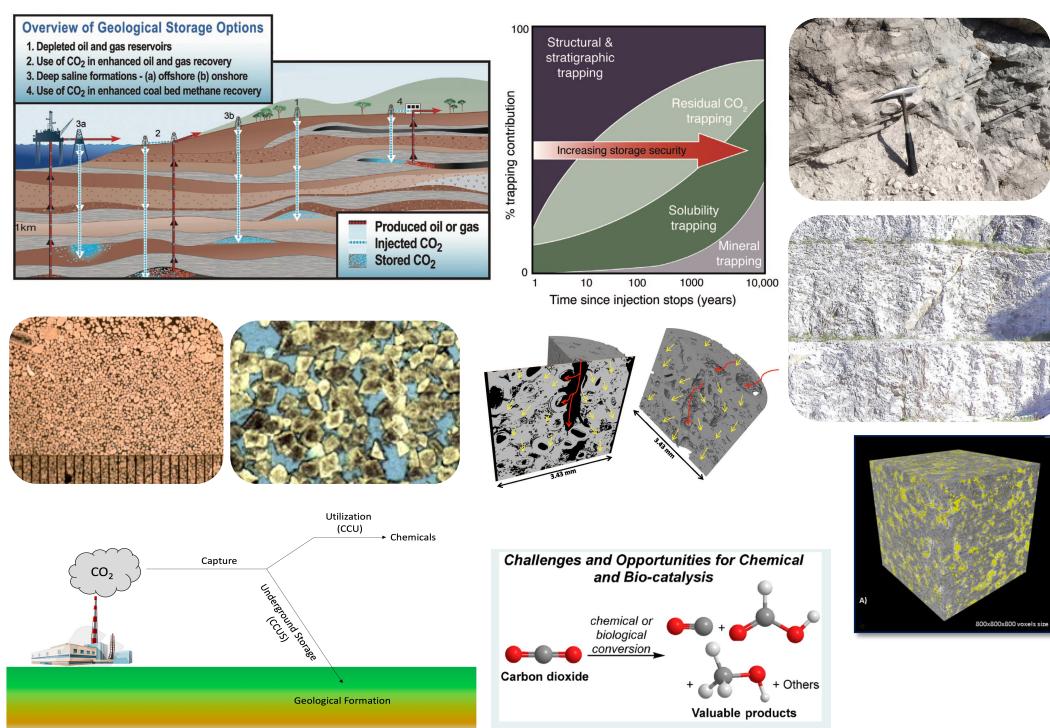 Overview of Geological Storage Options
1. Depleted oil and gas reservoirs
2. Use of CO₂ in enhanced oil and gas recovery
3. Deep saline formations - (a) offshore (b) onshore
4. Use of CO₂ in enhanced coal bed methane recovery
3a
2
3b
1
4
1km
Produced oil or gas
Injected CO₂
Stored CO₂
100
% trapping contribution
0
Structural &
stratigraphic
trapping
Residual CO₂
trapping
Increasing storage security
Solubility
trapping
Mineral
trapping
1
10
100
1000
10,000
Time since injection stops (years)
3.43 mm
3.43 mm
A)
800x800x800 voxels size
CO₂
Capture
Utilization
(CCU)
Chemicals
Underground Storage
(CCUS)
Geological Formation
Challenges and Opportunities for Chemical
and Bio-catalysis
chemical or
biological
conversion
Carbon dioxide
+
+
+ Others
Valuable products